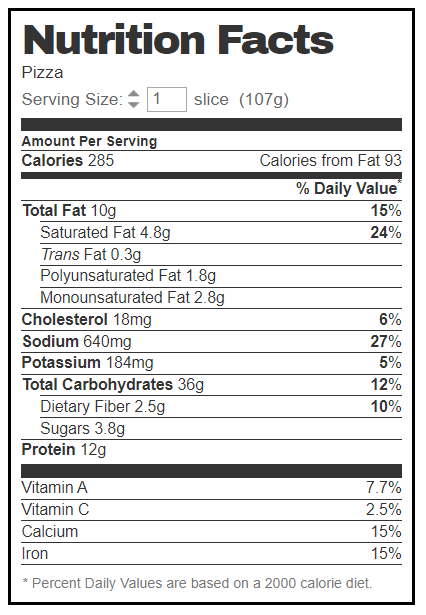 Nutrition Facts
Pizza
Serving Size: 1 slice (107g)
Amount Per Serving
Calories 285 Calories from Fat 93
% Daily Value*
Total Fat 10g 15%
Saturated Fat 4.8g 24%
Trans Fat 0.3g
Polyunsaturated Fat 1.8g
Monounsaturated Fat 2.8g
Cholesterol 18mg 6%
Sodium 640mg 27%
Potassium 184mg 5%
Total Carbohydrates 36g 12%
Dietary Fiber 2.5g 10%
Sugars 3.8g
Protein 12g
Vitamin A 7.7%
Vitamin C 2.5%
Calcium 15%
Iron 15%
* Percent Daily Values are based on a 2000 calorie diet.